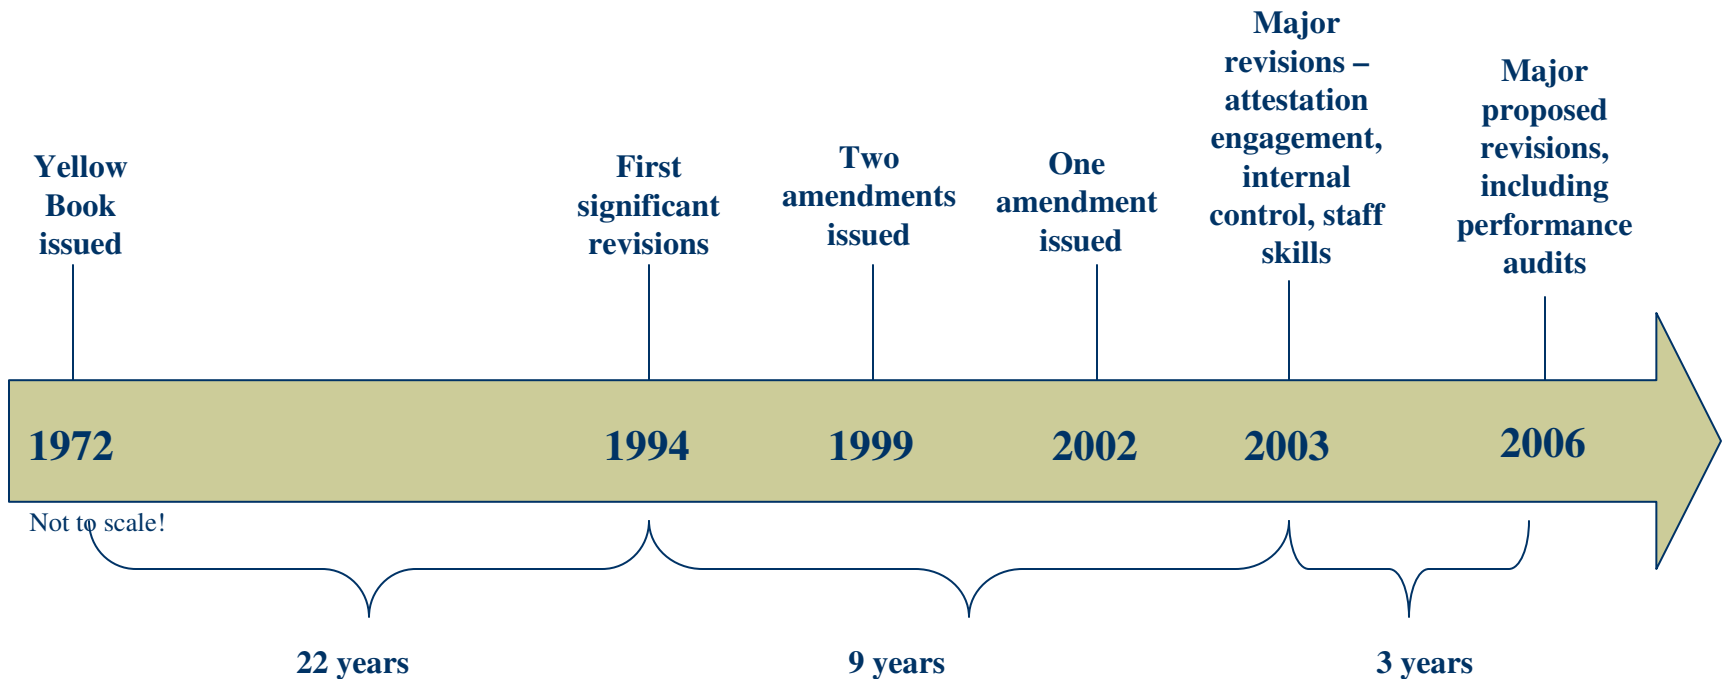 Yellow
Book
issued
First
significant
revisions
Two
amendments
issued
One
amendment
issued
Major
revisions –
attestation
engagement,
internal
control, staff
skills
Major
proposed
revisions,
including
performance
audits
1972
1994
1999
2002
2003
2006
Not to scale!
22 years
9 years
3 years